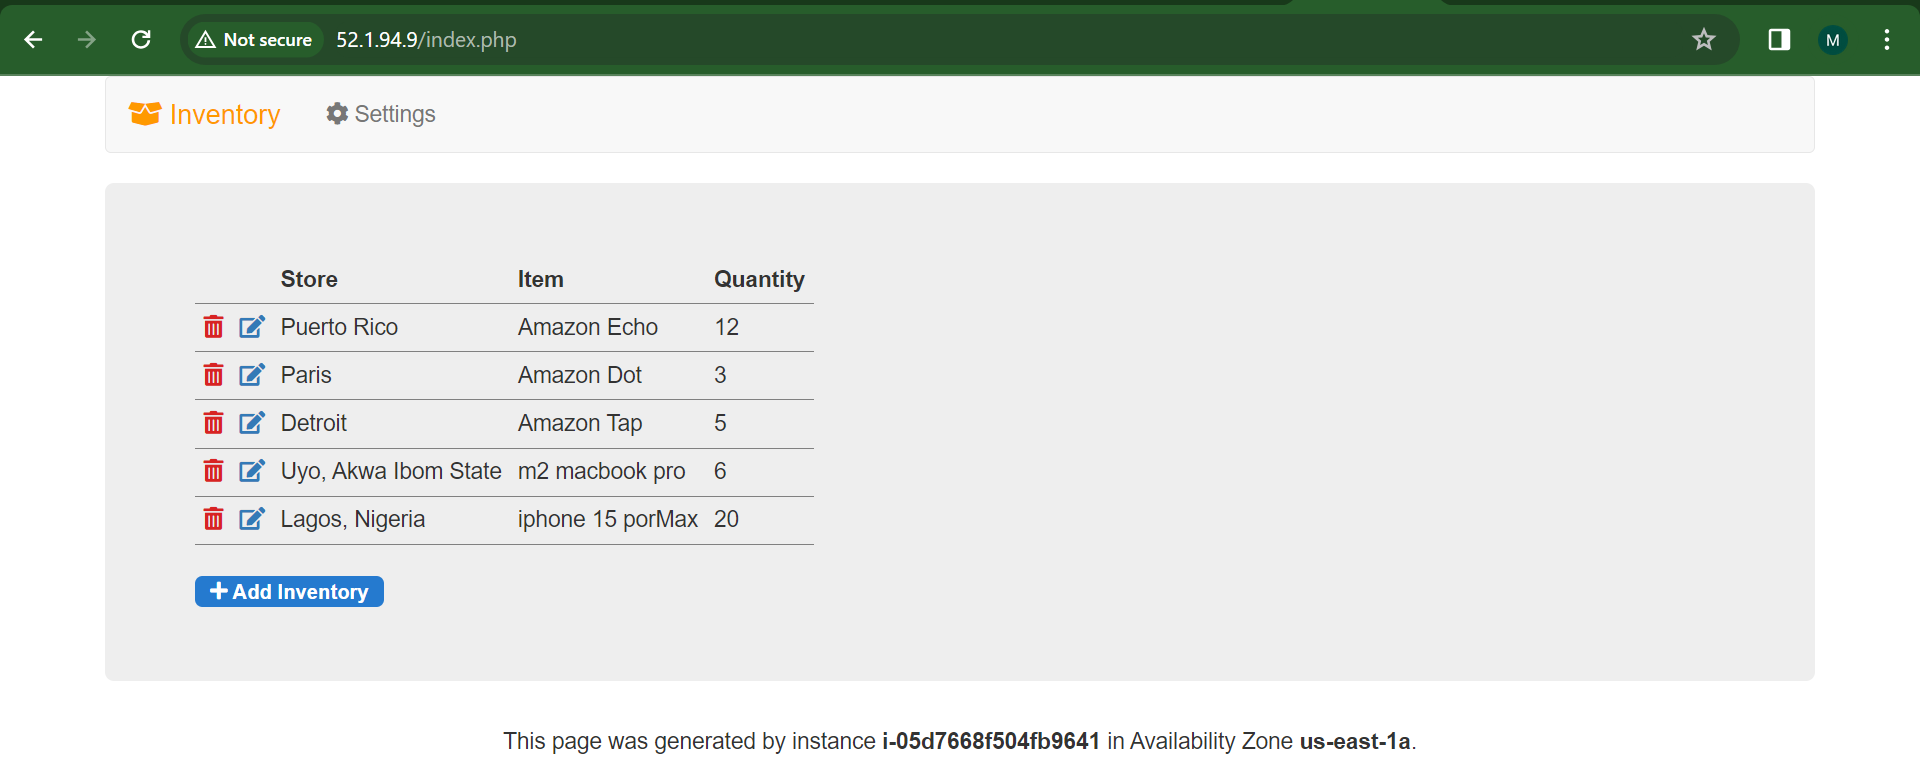 Not secure 52.1.94.9/index.php M
Inventory Settings
Store Item Quantity
Puerto Rico Amazon Echo 12
Paris Amazon Dot 3
Detroit Amazon Tap 5
Uyo, Akwa Ibom State m2 macbook pro 6
Lagos, Nigeria iphone 15 porMax 20
Add Inventory
This page was generated by instance i-05d7668f504fb9641 in Availability Zone us-east-1a.